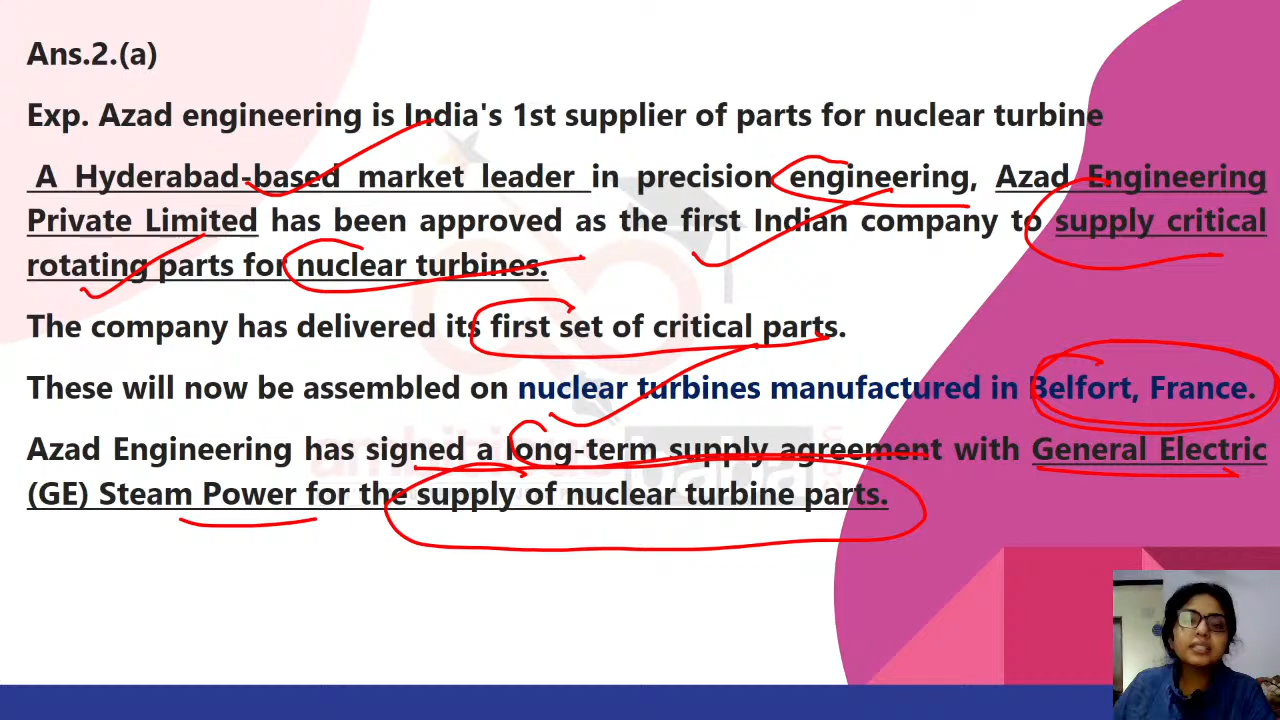 Ans.2.(a)
Exp. Azad engineering is India's 1st supplier of parts for nuclear turbine
A Hyderabad-based market leader in precision engineering, Azad Engineering
Private Limited has been approved as the first Indian company to supply critical
rotating parts for nuclear turbines.
The company has delivered its first set of critical parts.
These will now be assembled on nuclear turbines manufactured in Belfort, France.
Azad Engineering has signed a long-term supply agreement with General Electric
(GE) Steam Power for the supply of nuclear turbine parts.